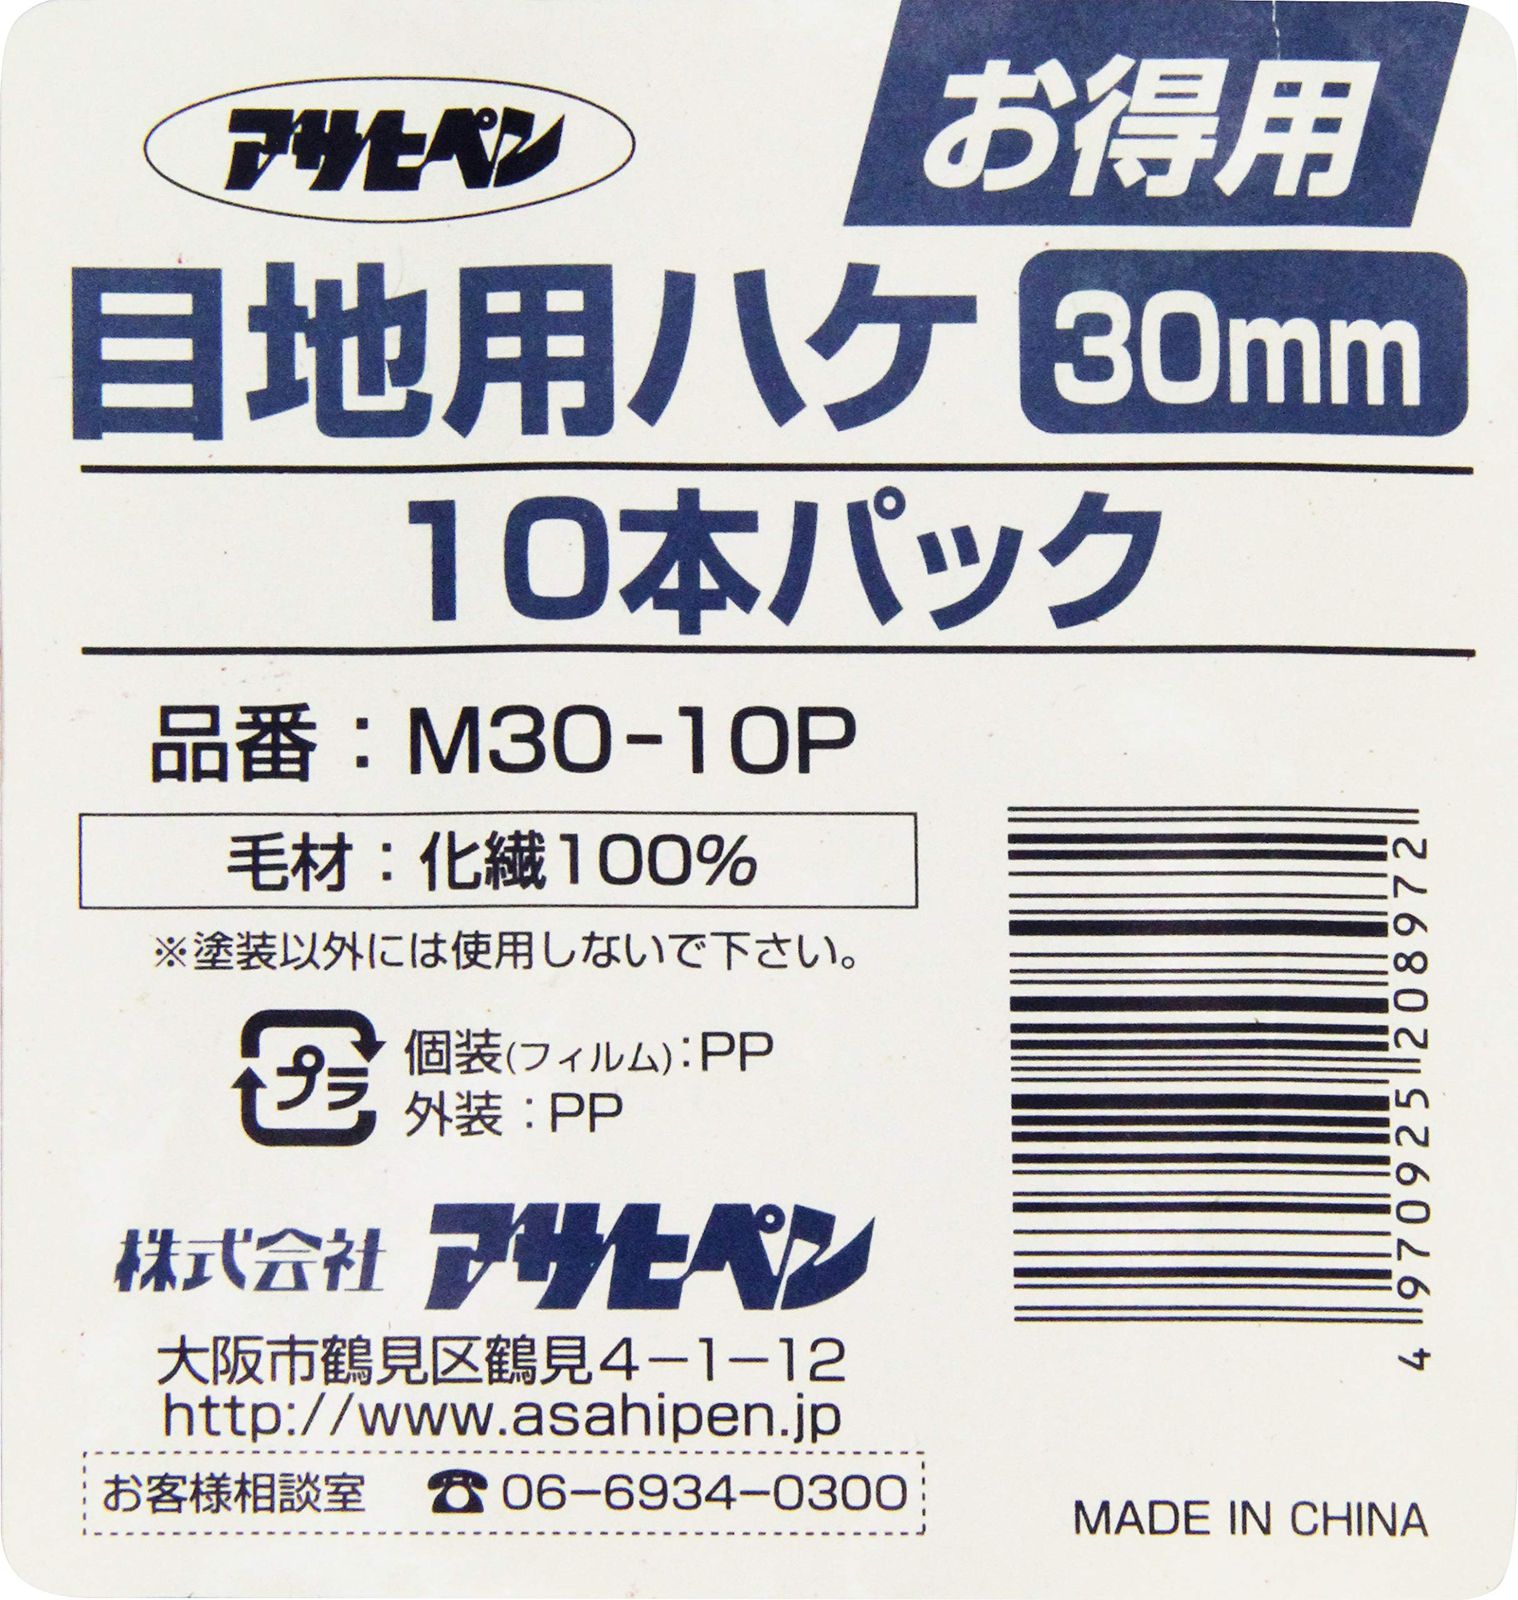 アサヒペン
お得用
目地用ハケ 30mm
10本パック
品番：M30-10P
毛材：化繊100%
※塗装以外には使用しないで下さい。
プラ
個装(フィルム)：PP
外装：PP
株式会社 アサヒペン
大阪市鶴見区鶴見4-1-12
http://www.asahipen.jp
お客様相談室 ☎06-6934-0300
4 970925 208972
MADE IN CHINA